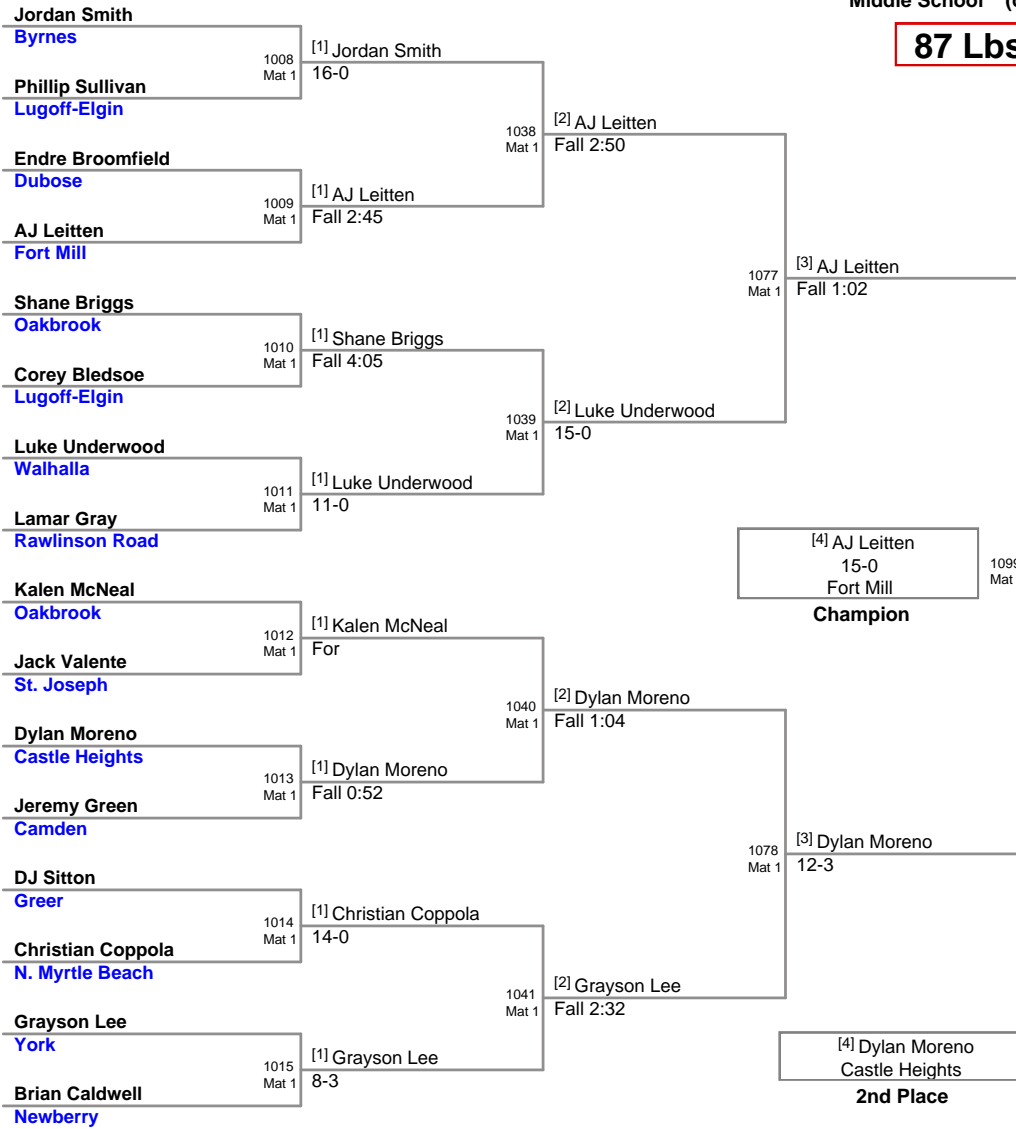 Middle School
87 Lbs
Jordan Smith
Byrnes
1008
Mat 1
[1] Jordan Smith
16-0
Phillip Sullivan
Lugoff-Elgin
1038
Mat 1
[2] AJ Leitten
Fall 2:50
Endre Broomfield
Dubose
1009
Mat 1
[1] AJ Leitten
Fall 2:45
AJ Leitten
Fort Mill
1077
Mat 1
[3] AJ Leitten
Fall 1:02
Shane Briggs
Oakbrook
1010
Mat 1
[1] Shane Briggs
Fall 4:05
Corey Bledsoe
Lugoff-Elgin
1039
Mat 1
[2] Luke Underwood
15-0
Luke Underwood
Walhalla
1011
Mat 1
[1] Luke Underwood
11-0
Lamar Gray
Rawlinson Road
[4] AJ Leitten
15-0
Fort Mill
Champion
1099
Mat
Kalen McNeal
Oakbrook
1012
Mat 1
[1] Kalen McNeal
For
Jack Valente
St. Joseph
1040
Mat 1
[2] Dylan Moreno
Fall 1:04
Dylan Moreno
Castle Heights
1013
Mat 1
[1] Dylan Moreno
Fall 0:52
Jeremy Green
Camden
1078
Mat 1
[3] Dylan Moreno
12-3
DJ Sitton
Greer
1014
Mat 1
[1] Christian Coppola
14-0
Christian Coppola
N. Myrtle Beach
1041
Mat 1
[2] Grayson Lee
Fall 2:32
Grayson Lee
York
1015
Mat 1
[1] Grayson Lee
8-3
Brian Caldwell
Newberry
[4] Dylan Moreno
Castle Heights
2nd Place